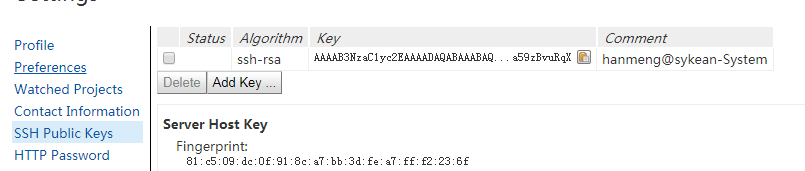 Profile
Preferences
Watched Projects
Contact Information
SSH Public Keys
HTTP Password
Status Algorithm Key Comment
ssh-rsa AAAAB3NzaC1yc2EAAAADAQABAAABAQ...a59zBvuRqX hanmeng@sykean-System
Delete Add Key ...
Server Host Key
Fingerprint:
81:c5:09:dc:0f:91:8c:a7:bb:3d:fe:a7:ff:f2:23:6f